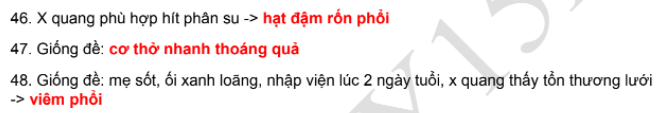 46. X quang phù hợp hít phân su -> hạt đậm rốn phổi
47. Giống đề: cơ thở nhanh thoáng quả
48. Giống đề: mẹ sốt, ối xanh loãng, nhập viện lúc 2 ngày tuổi, x quang thấy tổn thương lưới
-> viêm phổi